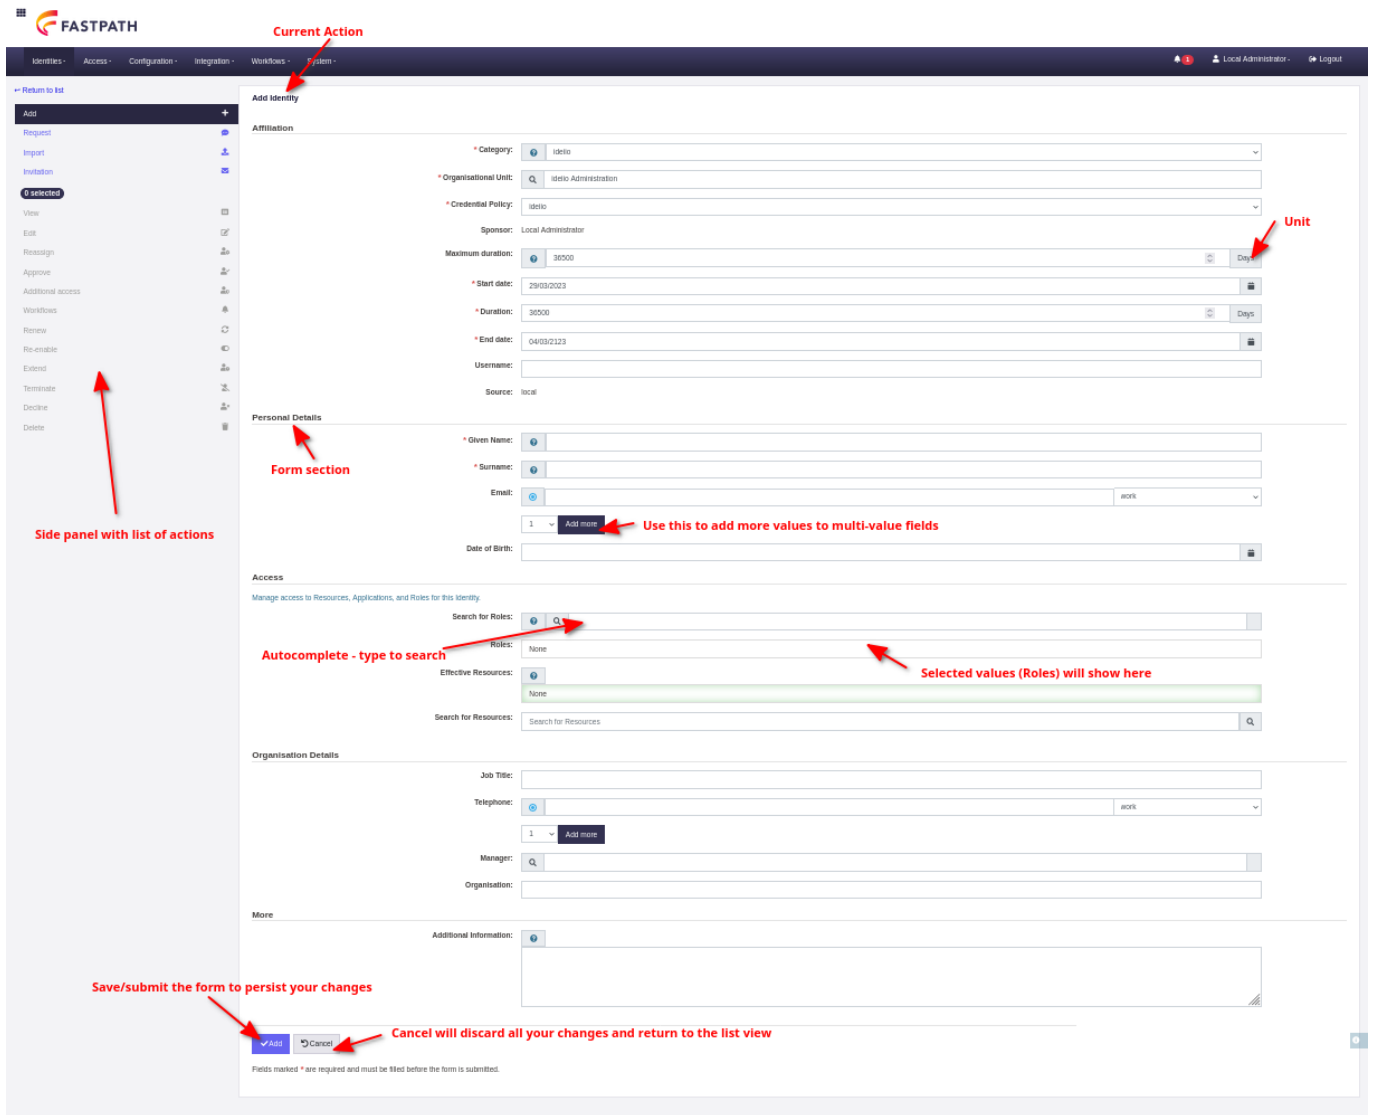 FASTPATH
Current Action
Identities Access Configuration Integration Workflows System 1 Local Administrator Logout
Return to list
Add Identity
Add
Request
Import
Invitation
0 selected
View
Edit
Reassign
Approve
Additional access
Workflows
Renew
Re-enable
Extend
Terminate
Decline
Delete
Side panel with list of actions
Affiliation
* Category: idelio
* Organisational Unit: idelio Administration
* Credential Policy: idelio
Sponsor: Local Administrator
Unit
Maximum duration: 36500 Days
* Start date: 29/03/2023
* Duration: 36500 Days
* End date: 04/03/2123
Username:
Source: local
Personal Details
* Given Name:
Form section
* Surname:
Email: work
1 Add more
Use this to add more values to multi-value fields
Date of Birth:
Access
Manage access to Resources, Applications, and Roles for this Identity.
Search for Roles:
Roles: None
Autocomplete - type to search
Selected values (Roles) will show here
Effective Resources:
None
Search for Resources: Search for Resources
Organisation Details
Job Title:
Telephone: work
1 Add more
Manager:
Organisation:
More
Additional Information:
Save/submit the form to persist your changes
Cancel will discard all your changes and return to the list view
Add Cancel
Fields marked * are required and must be filled before the form is submitted.